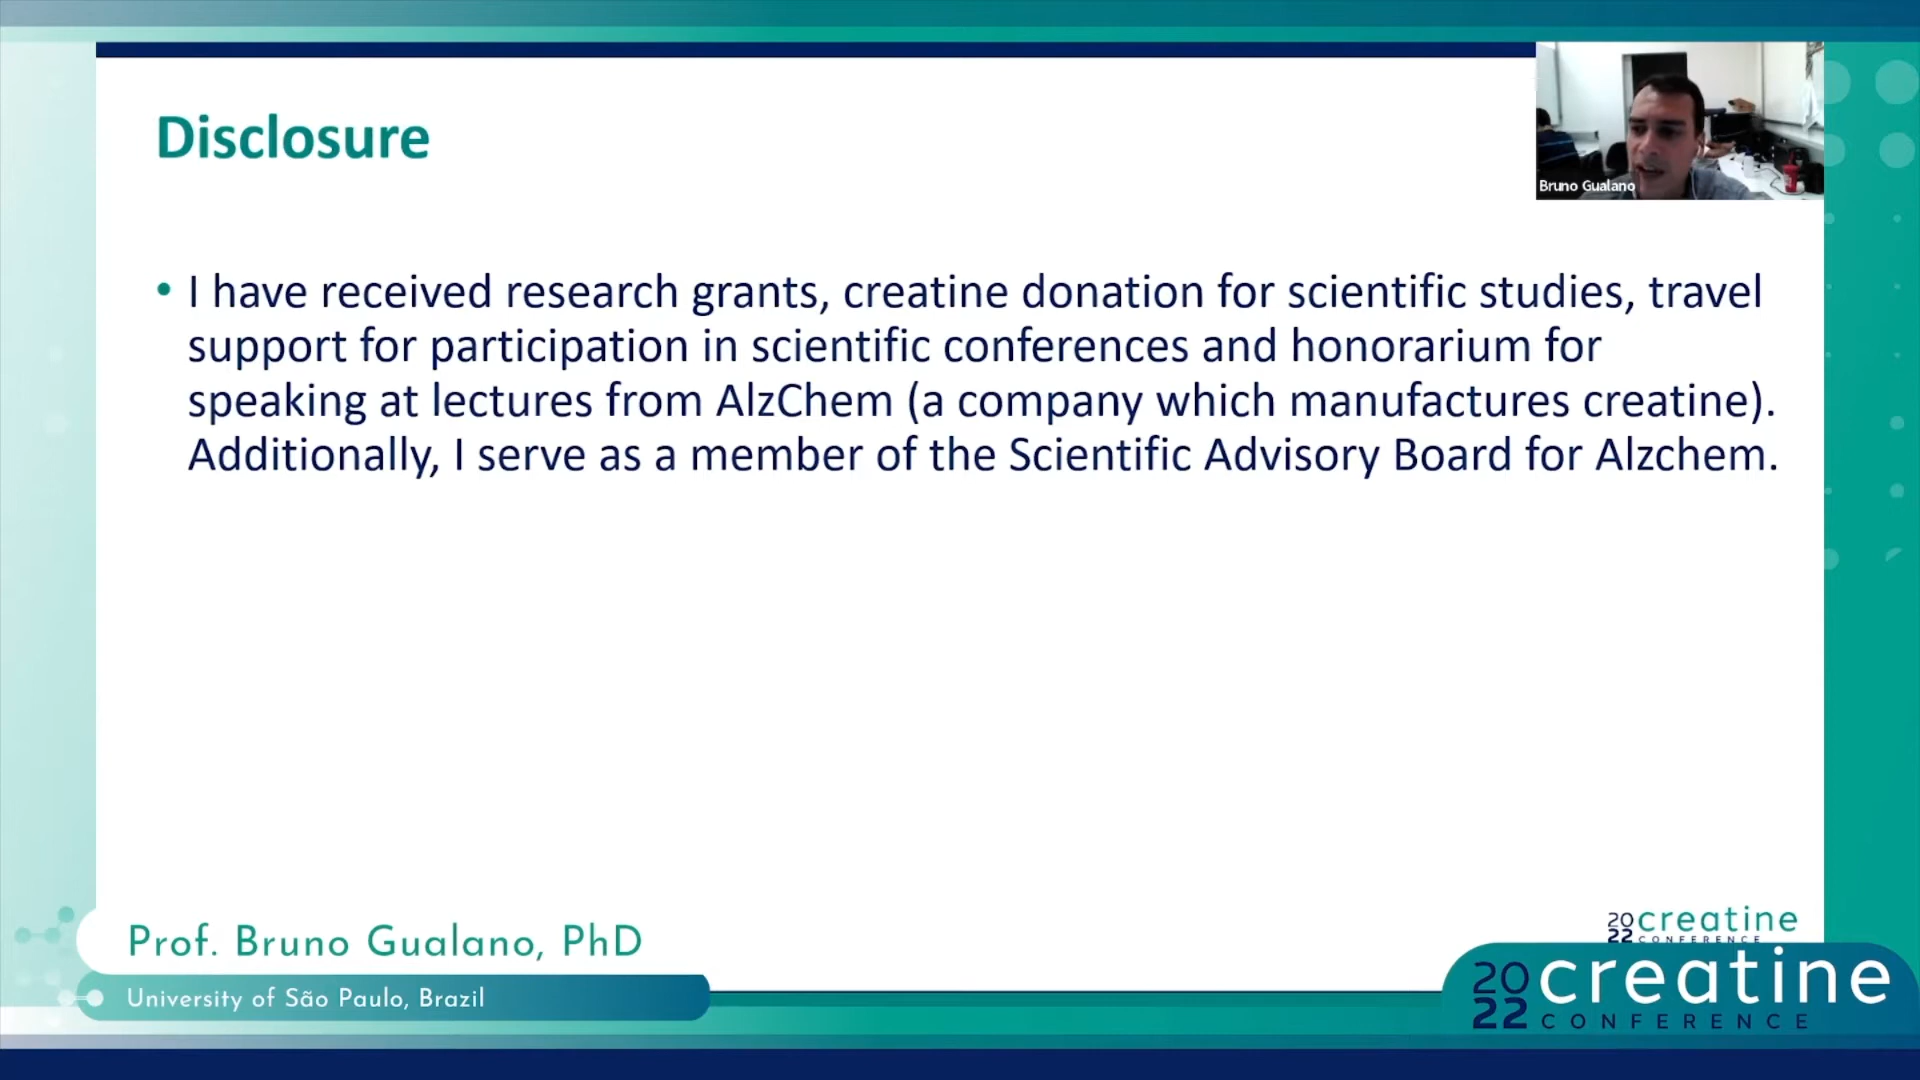 Disclosure
Bruno Gualano
• I have received research grants, creatine donation for scientific studies, travel
support for participation in scientific conferences and honorarium for
speaking at lectures from AlzChem (a company which manufactures creatine).
Additionally, I serve as a member of the Scientific Advisory Board for Alzchem.
Prof. Bruno Gualano, PhD
University of São Paulo, Brazil
2022 creatine
CONFERENCE
2022 creatine
CONFERENCE